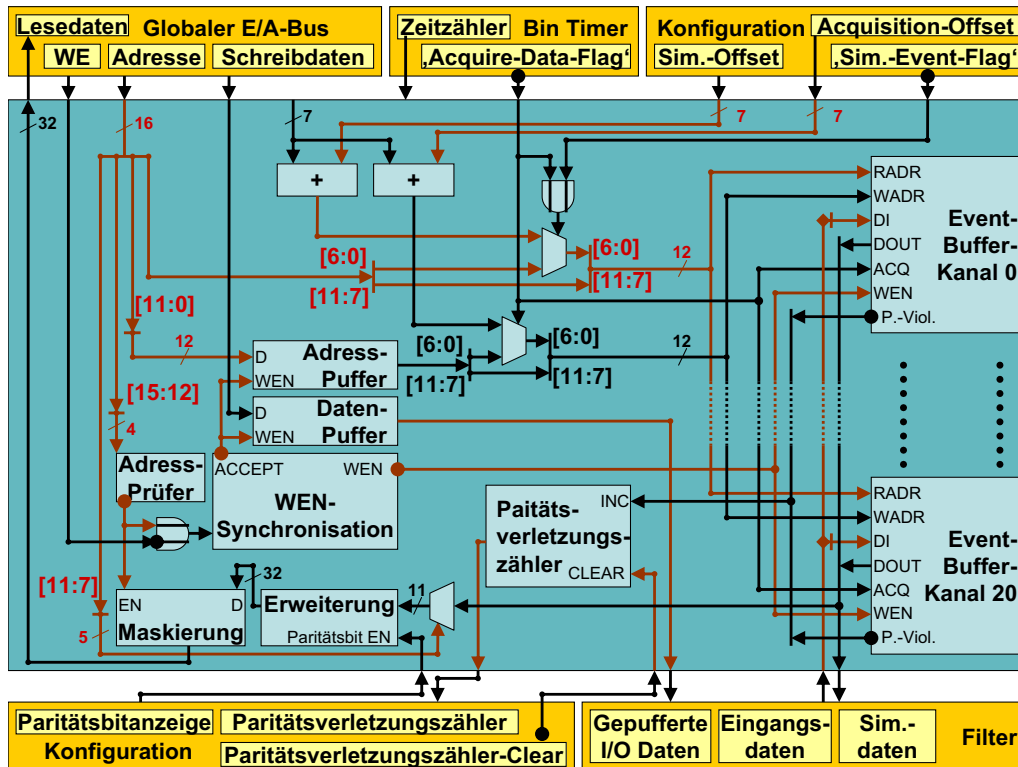 Lesedaten Globaler E/A-Bus
WE Adresse Schreibdaten
Zeitzähler Bin Timer
‚Acquire-Data-Flag‘
Konfiguration Acquisition-Offset
Sim.-Offset ‚Sim.-Event-Flag‘
32
16
7
7
7
+
+
[6:0]
[11:7]
[6:0]
[11:7]
12
[11:0]
12
[15:12]
4
D
WEN
Adress-
Puffer
D
WEN
Daten-
Puffer
[6:0]
[11:7]
[6:0]
[11:7]
12
RADR
WADR
DI
DOUT
ACQ
WEN
P.-Viol.
Event-
Buffer-
Kanal 0
Adress-
Prüfer
ACCEPT WEN
WEN-
Synchronisation
INC
Paitäts-
verletzungs-
zähler
CLEAR
RADR
WADR
DI
DOUT
ACQ
WEN
P.-Viol.
Event-
Buffer-
Kanal 20
[11:7]
5
EN D
Maskierung
32
Erweiterung
Paritätsbit EN
11
Paritätsbitanzeige Paritätsverletzungszähler
Konfiguration Paritätsverletzungszähler-Clear
Gepufferte
I/O Daten
Eingangs-
daten
Sim.-
daten
Filter